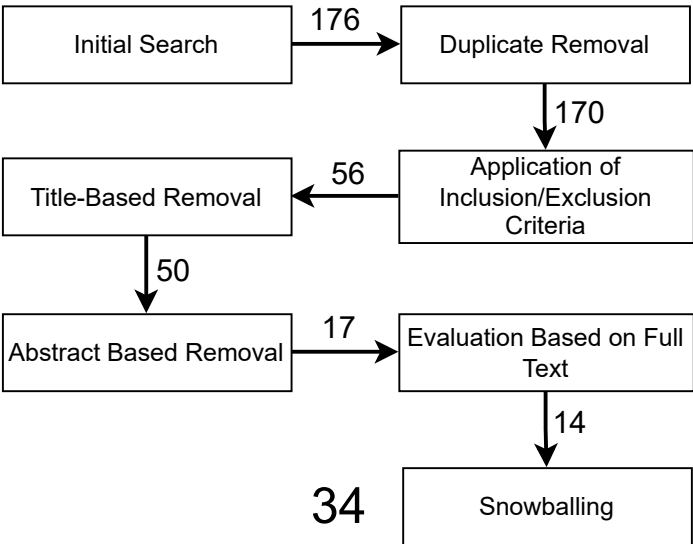 Initial Search
176
Duplicate Removal
170
Application of
Inclusion/Exclusion
Criteria
56
Title-Based Removal
50
Abstract Based Removal
17
Evaluation Based on Full
Text
14
Snowballing
34